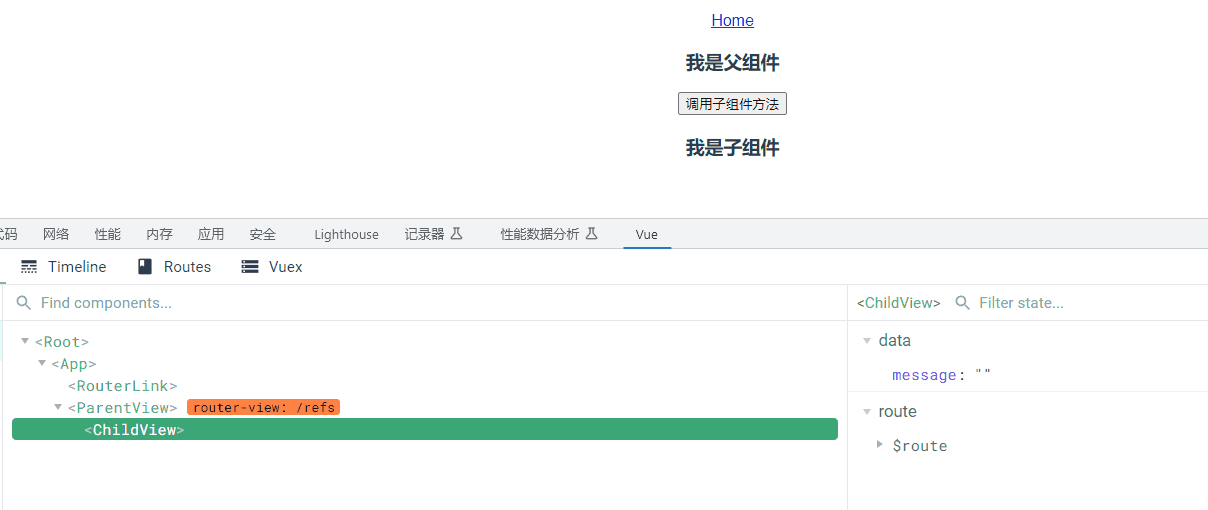 Home
我是父组件
调用子组件方法
我是子组件
代码 网络 性能 内存 应用 安全 Lighthouse 记录器 性能数据分析 Vue
Timeline Routes Vuex
Find components... <ChildView> Filter state...
<Root> data
<App> message: ""
<RouterLink>
<ParentView> router-view: /refs route
<ChildView> $route